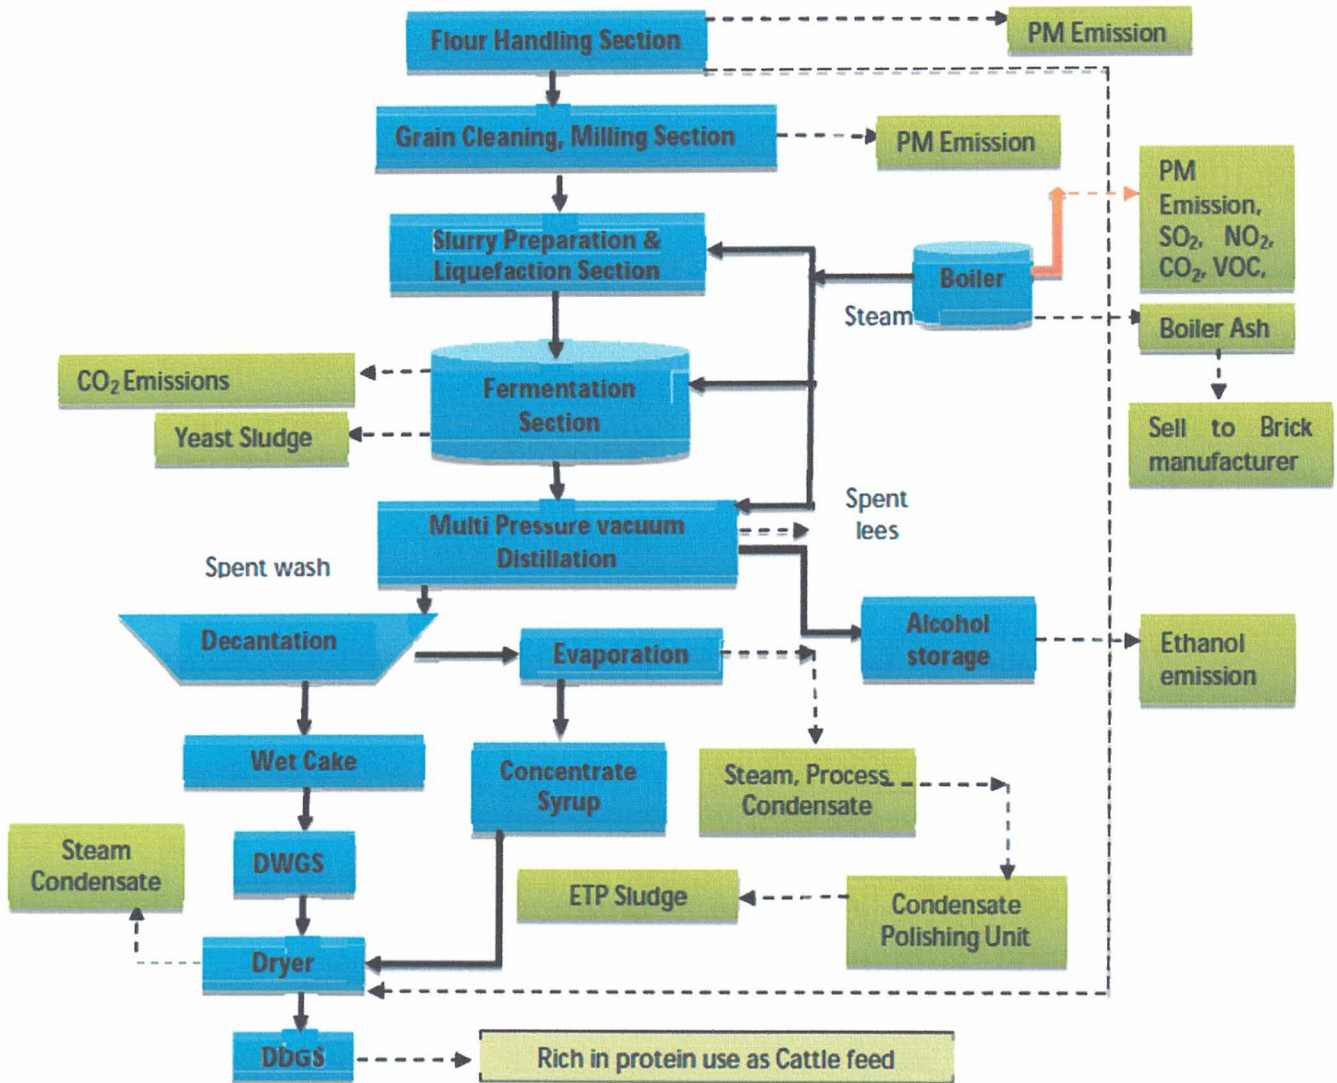 Flour Handling Section
PM Emission
Grain Cleaning, Milling Section
PM Emission
PM
Emission,
SO₂, NO₂,
CO₂, VOC,
Slurry Preparation &
Liquefaction Section
Boiler
Steam
Boiler Ash
CO₂ Emissions
Fermentation
Section
Yeast Sludge
Sell to Brick
manufacturer
Multi Pressure vacuum
Distillation
Spent
lees
Spent wash
Decantation
Evaporation
Alcohol
storage
Ethanol
emission
Wet Cake
Concentrate
Syrup
Steam, Process
Condensate
Steam
Condensate
DWGS
ETP Sludge
Condensate
Polishing Unit
Dryer
DDGS
Rich in protein use as Cattle feed